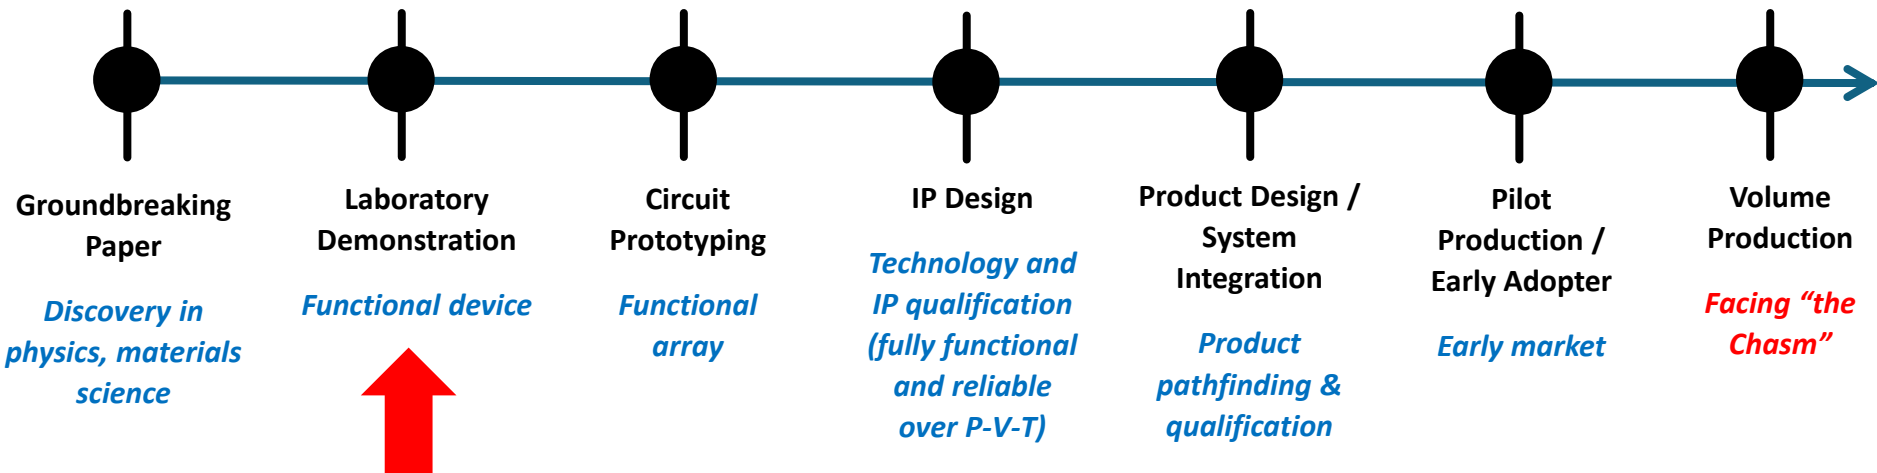 Groundbreaking
Paper
Discovery in
physics, materials
science
Laboratory
Demonstration
Functional device
Circuit
Prototyping
Functional
array
IP Design
Technology and
IP qualification
(fully functional
and reliable
over P-V-T)
Product Design /
System
Integration
Product
pathfinding &
qualification
Pilot
Production /
Early Adopter
Early market
Volume
Production
Facing “the
Chasm”